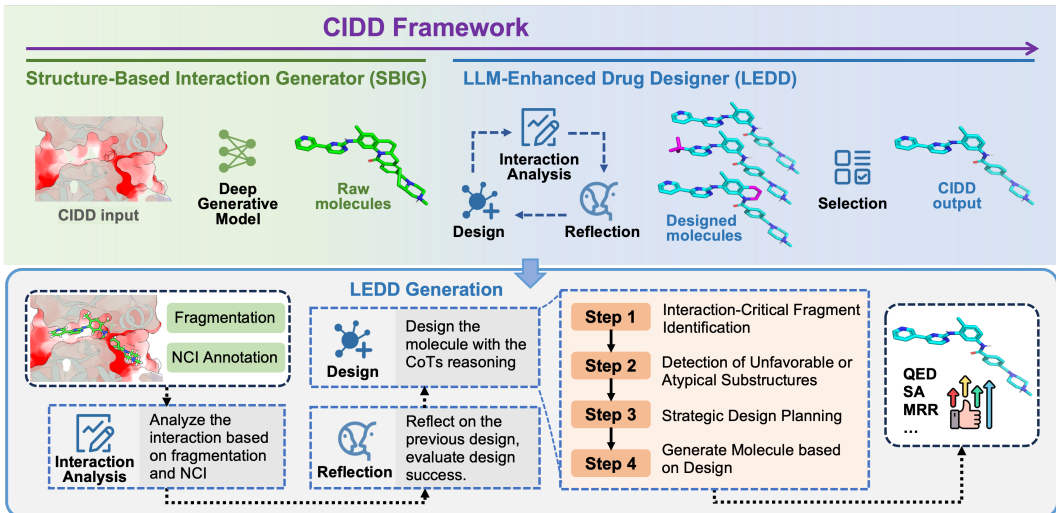 CIDD Framework
Structure-Based Interaction Generator (SBIG)
LLM-Enhanced Drug Designer (LEDD)
CIDD input
Deep
Generative
Model
Raw
molecules
Interaction
Analysis
Design
Reflection
Designed
molecules
Selection
CIDD
output
LEDD Generation
Fragmentation
NCI Annotation
Interaction
Analysis
Analyze the
interaction based
on fragmentation
and NCI
Design
Design the
molecule with the
CoTs reasoning
Reflection
Reflect on the
previous design,
evaluate design
success.
Step 1
Interaction-Critical Fragment
Identification
Step 2
Detection of Unfavorable or
Atypical Substructures
Step 3
Strategic Design Planning
Step 4
Generate Molecule based
on Design
QED
SA
MRR
...